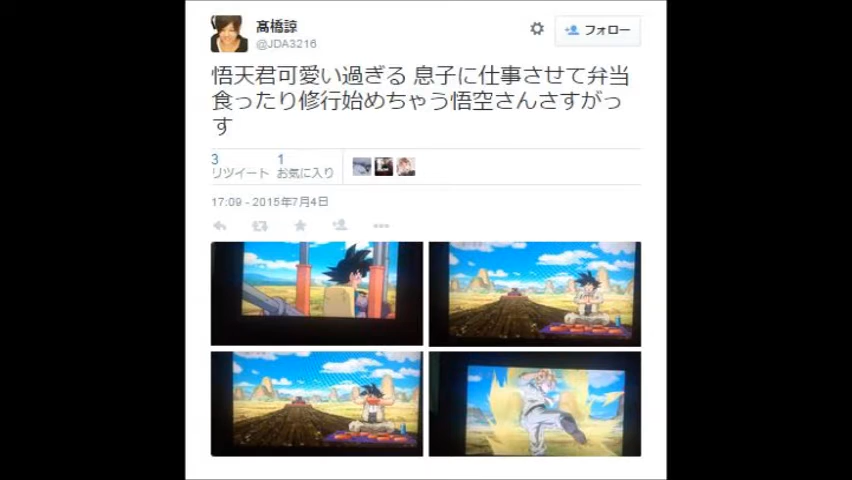 髙橋諒
@JDA3216
フォロー
悟天君可愛い過ぎる 息子に仕事させて弁当
食ったり修行始めちゃう悟空さんさすがっ
す
3
リツイート
1
お気に入り
17:09 - 2015年7月4日